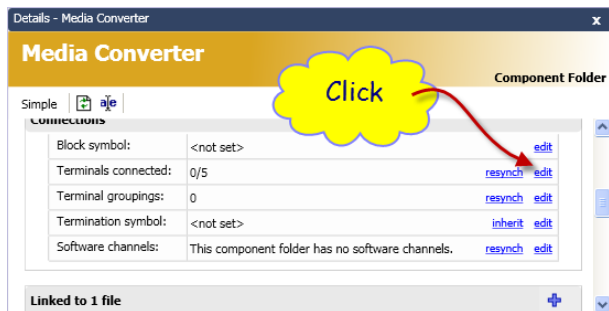 Details - Media Converter x
Media Converter
Click
Component Folder
Simple a|e
Connections
Block symbol: <not set> edit
Terminals connected: 0/5 resynch edit
Terminal groupings: 0 edit
Termination symbol: <not set> inherit edit
Software channels: This component folder has no software channels. resynch edit
Linked to 1 file